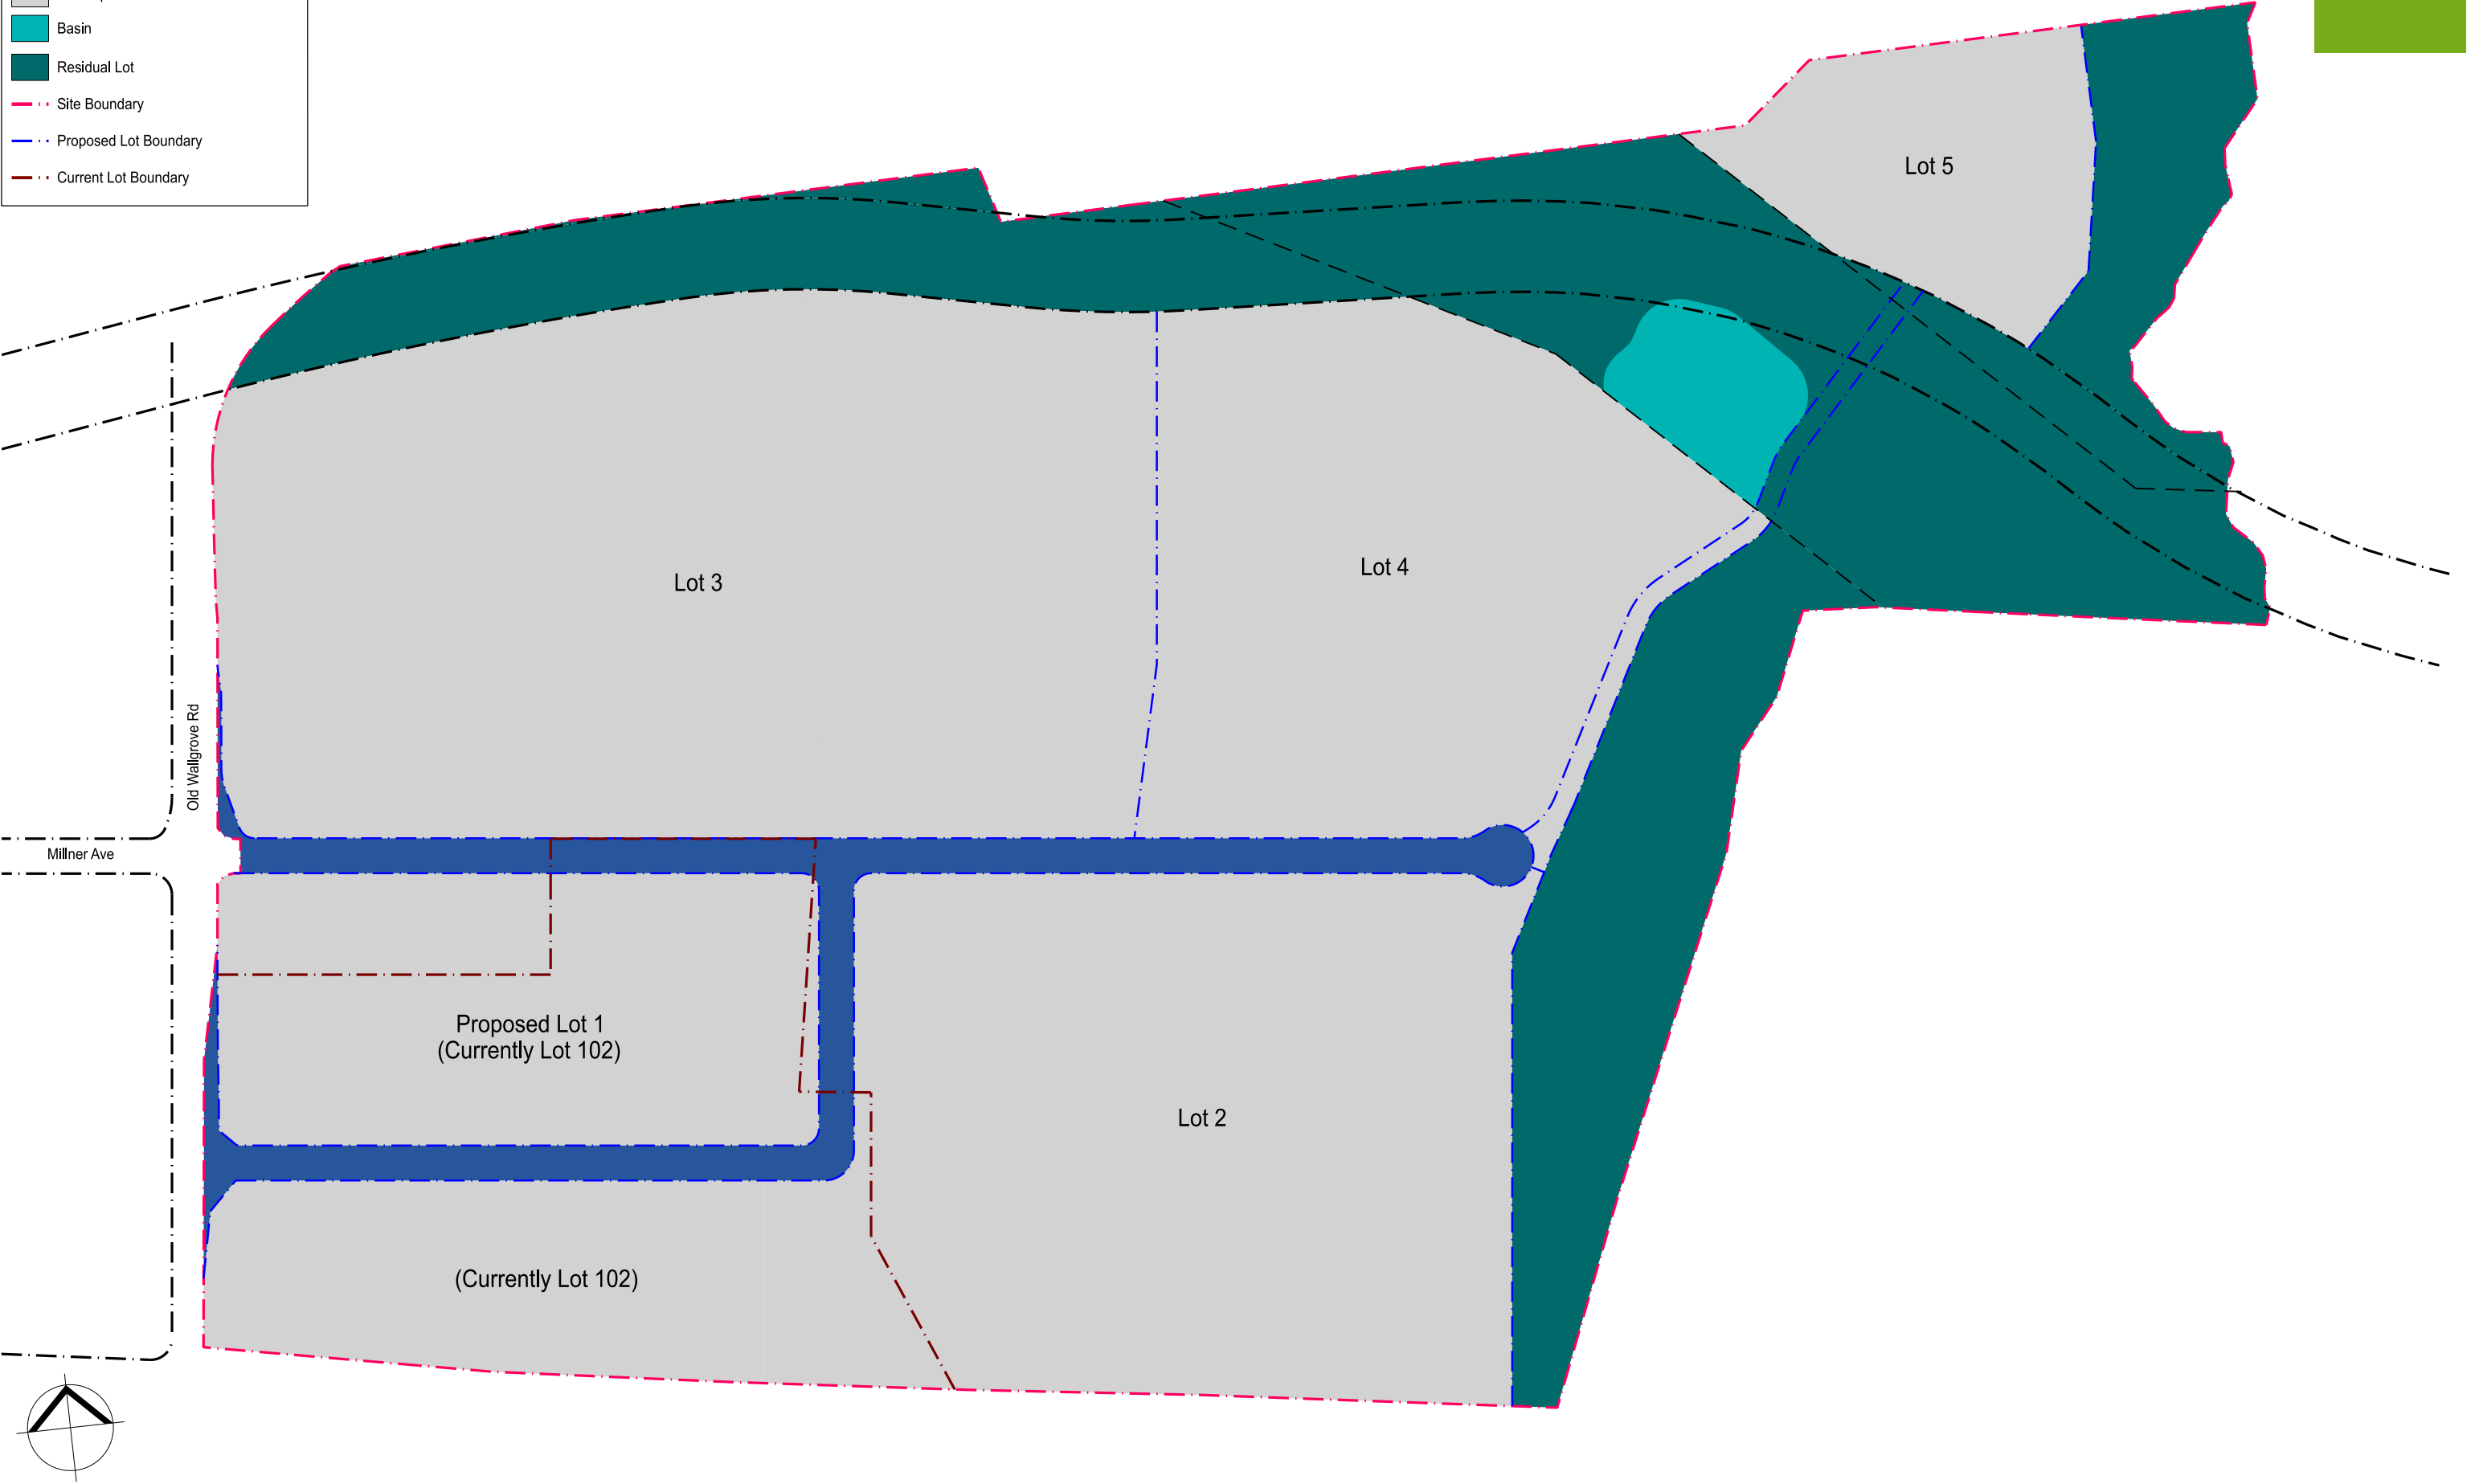 Basin
Residual Lot
Site Boundary
Proposed Lot Boundary
Current Lot Boundary
Lot 5
Lot 3
Lot 4
Old Wallgrove Rd
Millner Ave
Proposed Lot 1
(Currently Lot 102)
Lot 2
(Currently Lot 102)